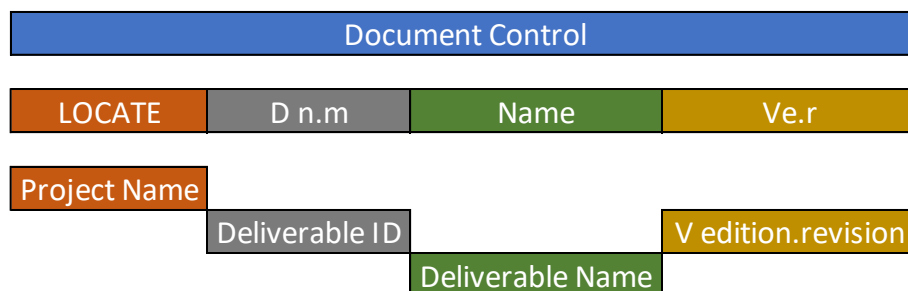 Document Control
LOCATE D n.m Name Ve.r
Project Name
Deliverable ID V edition.revision
Deliverable Name